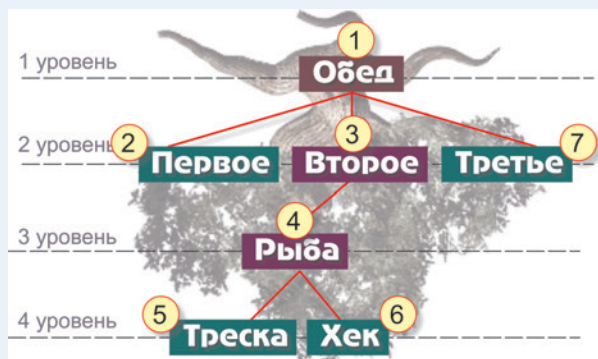 1
1 уровень
Обед
3
2 уровень 2 7
Первое Второе Третье
4
3 уровень
Рыба
4 уровень 5 6
Треска Хек